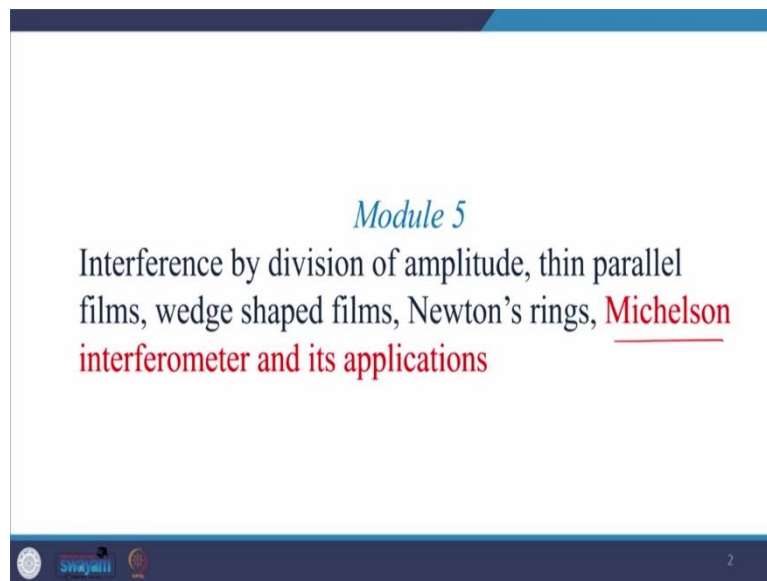 Module 5
Interference by division of amplitude, thin parallel
films, wedge shaped films, Newton's rings, Michelson
interferometer and its applications
swayam
2